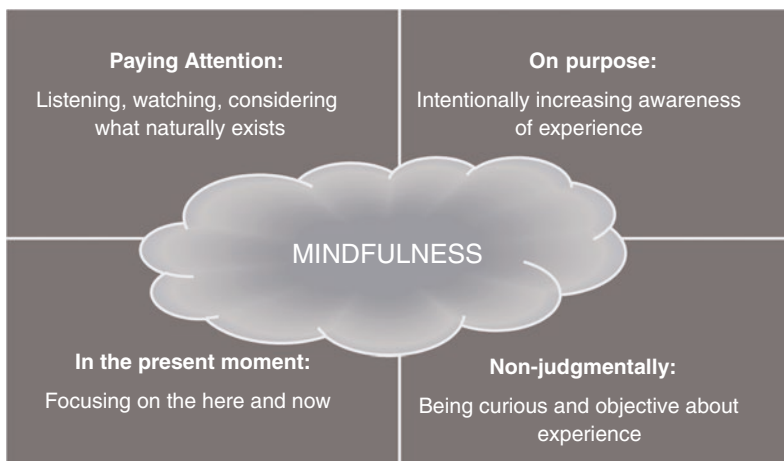 Paying Attention:
Listening, watching, considering
what naturally exists
On purpose:
Intentionally increasing awareness
of experience
MINDFULNESS
In the present moment:
Focusing on the here and now
Non-judgmentally:
Being curious and objective about
experience